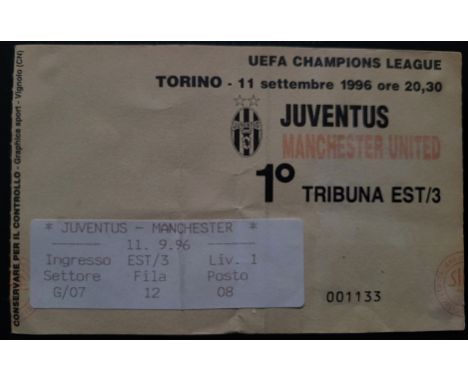 UEFA CHAMPIONS LEAGUE
TORINO - 11 settembre 1996 ore 20,30
JUVENTUS
MANCHESTER UNITED
1° TRIBUNA EST/3
* JUVENTUS - MANCHESTER *
11. 9.96
Ingresso EST/3 Liv. 1
Settore Fila Posto
G/07 12 08
001133
CONSERVARE PER IL CONTROLLO - Graphica sport - Vignolo (CN)